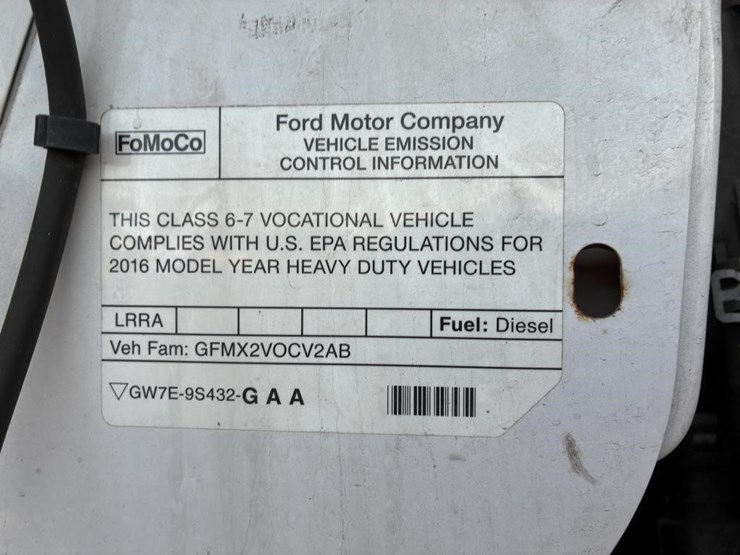 FoMoCo
Ford Motor Company
VEHICLE EMISSION
CONTROL INFORMATION
THIS CLASS 6-7 VOCATIONAL VEHICLE
COMPLIES WITH U.S. EPA REGULATIONS FOR
2016 MODEL YEAR HEAVY DUTY VEHICLES
LRRA Fuel: Diesel
Veh Fam: GFMX2VOCV2AB
▽GW7E-9S432-G A A
B